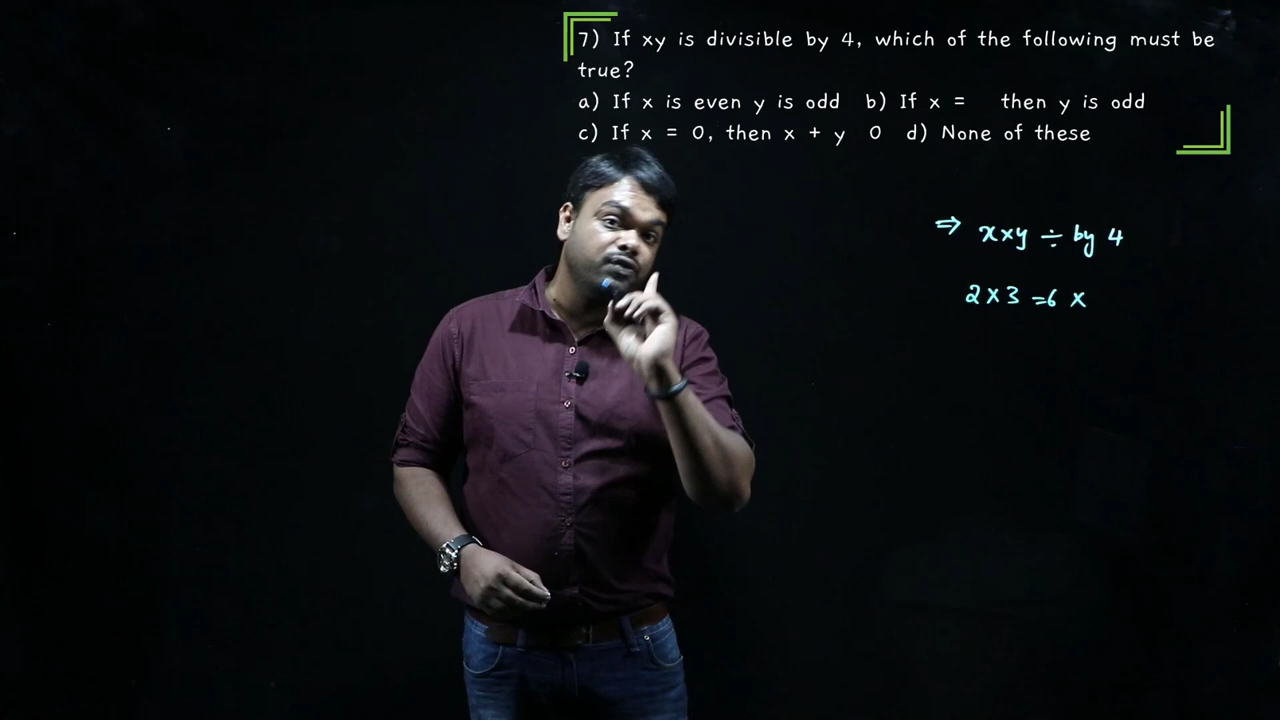 7) If xy is divisible by 4, which of the following must be
true?
a) If x is even y is odd b) If x = then y is odd
c) If x = 0, then x + y 0 d) None of these
⇒ x×y ÷ by 4
2×3 =6 ×